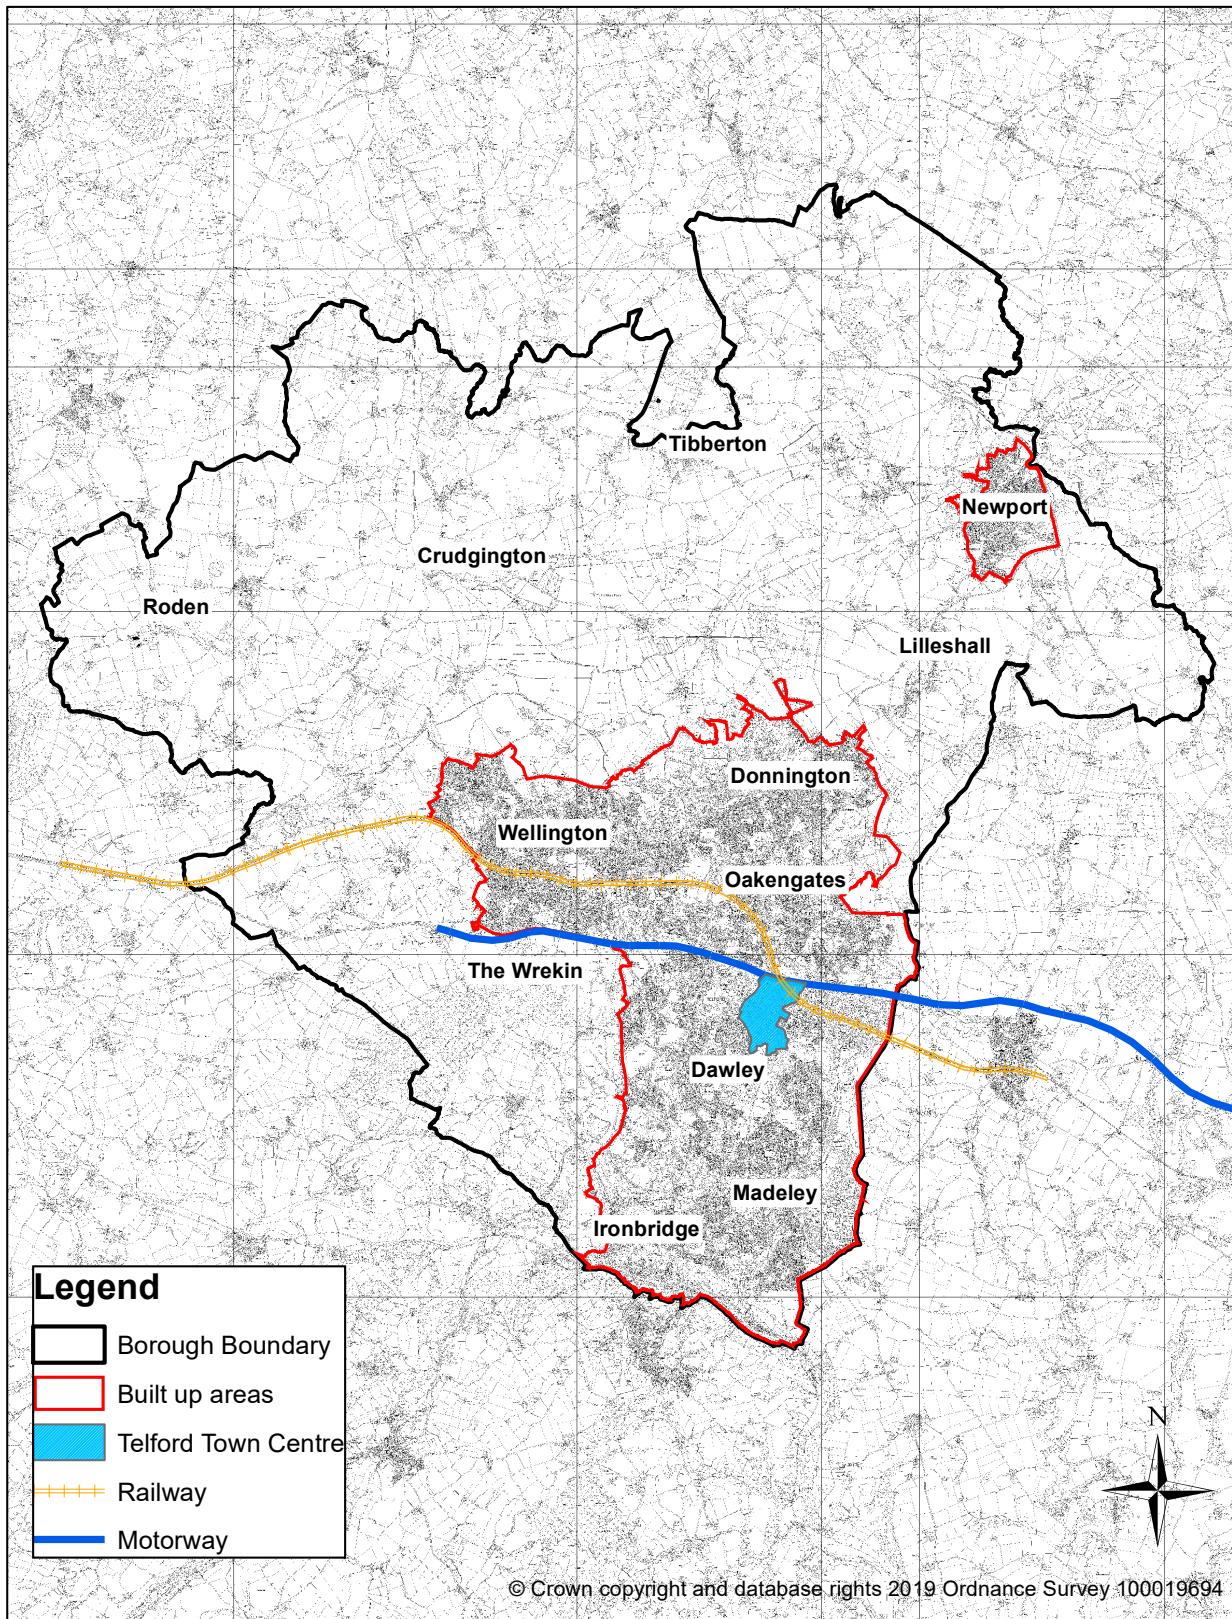 Tibberton
Newport
Crudgington
Roden
Lilleshall
Donnington
Wellington
Oakengates
The Wrekin
Dawley
Madeley
Ironbridge
Legend
Borough Boundary
Built up areas
Telford Town Centre
Railway
Motorway
N
© Crown copyright and database rights 2019 Ordnance Survey 100019694